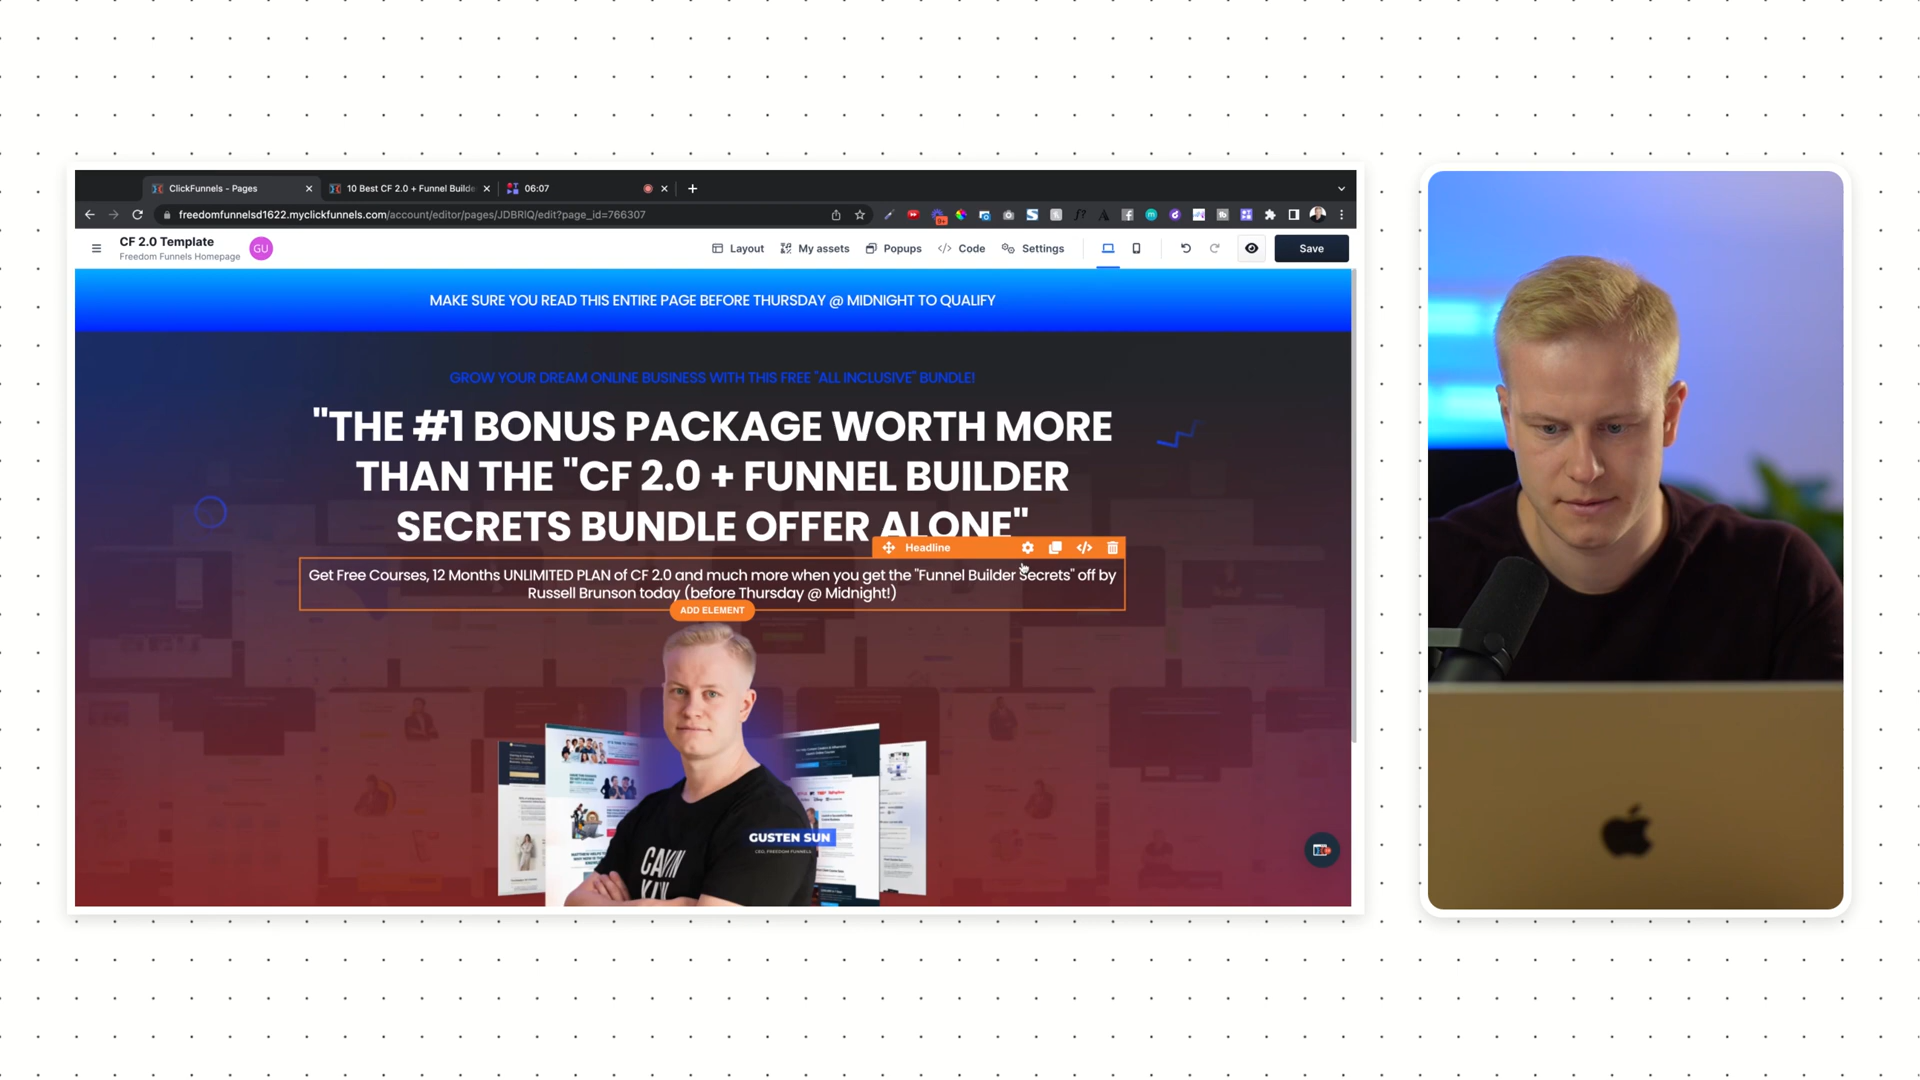 ClickFunnels - Pages
10 Best CF 2.0 + Funnel Builde
06:07
freedomfunnelsd1622.myclickfunnels.com/account/editor/pages/JDBRlQ/edit?page_id=766307
CF 2.0 Template
Freedom Funnels Homepage
GU
Layout
My assets
Popups
Code
Settings
Save
MAKE SURE YOU READ THIS ENTIRE PAGE BEFORE THURSDAY @ MIDNIGHT TO QUALIFY
GROW YOUR DREAM ONLINE BUSINESS WITH THIS FREE "ALL INCLUSIVE" BUNDLE!
"THE #1 BONUS PACKAGE WORTH MORE
THAN THE "CF 2.0 + FUNNEL BUILDER
SECRETS BUNDLE OFFER ALONE"
Headline
Get Free Courses, 12 Months UNLIMITED PLAN of CF 2.0 and much more when you get the "Funnel Builder Secrets" off by
Russell Brunson today (before Thursday @ Midnight!)
ADD ELEMENT
GUSTEN SUN
CEO, FREEDOM FUNNELS